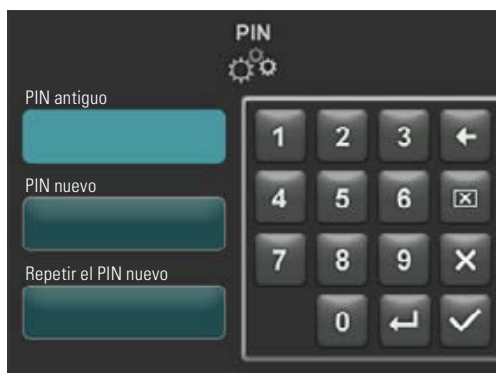 PIN
PIN antiguo
PIN nuevo
Repetir el PIN nuevo
1 2 3
4 5 6
7 8 9
0